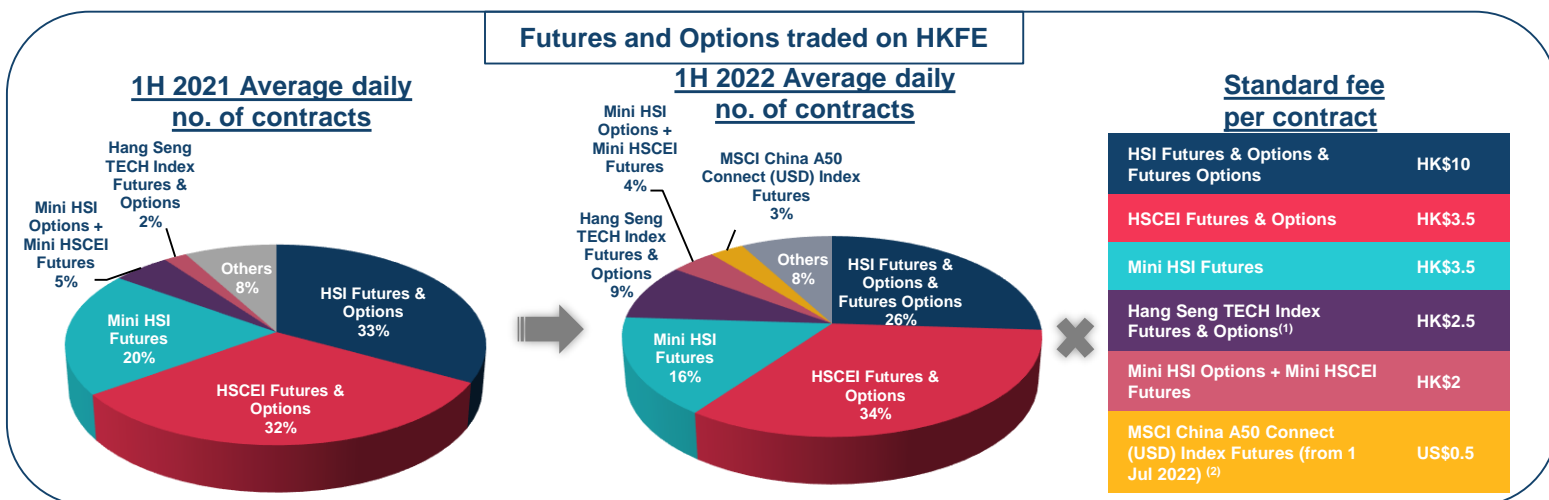 Futures and Options traded on HKFE
1H 2021 Average daily
no. of contracts
Hang Seng
TECH Index
Futures &
Options
2%
Mini HSI
Options +
Mini HSCEI
Futures
5%
Others
8%
HSI Futures &
Options
33%
Mini HSI
Futures
20%
HSCEI Futures &
Options
32%
1H 2022 Average daily
no. of contracts
Mini HSI
Options +
Mini HSCEI
Futures
4%
MSCI China A50
Connect (USD) Index
Futures
3%
Hang Seng
TECH Index
Futures &
Options
9%
Others
8%
HSI Futures &
Options &
Futures Options
26%
Mini HSI
Futures
16%
HSCEI Futures &
Options
34%
Standard fee
per contract
HSI Futures & Options &
Futures Options
HK$10
HSCEI Futures & Options
HK$3.5
Mini HSI Futures
HK$3.5
Hang Seng TECH Index
Futures & Options(1)
HK$2.5
Mini HSI Options + Mini HSCEI
Futures
HK$2
MSCI China A50 Connect
(USD) Index Futures (from 1
Jul 2022) (2)
US$0.5